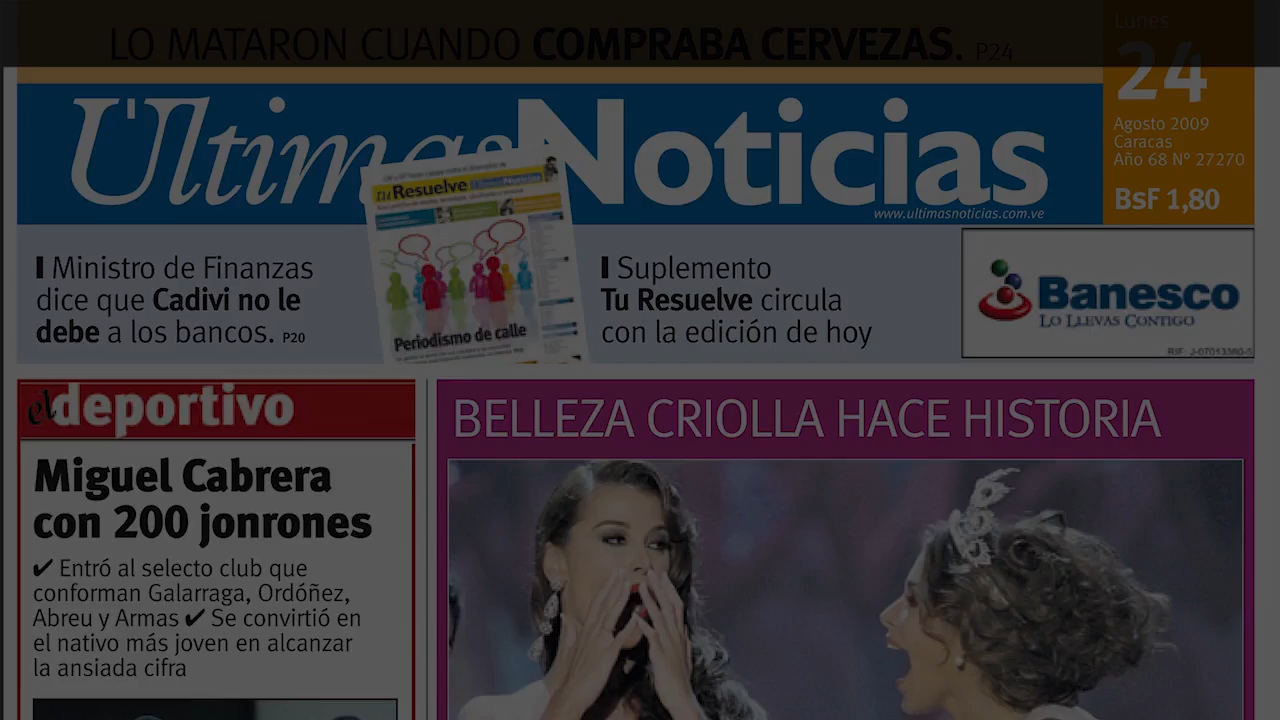 LO MATARON CUANDO COMPRABA CERVEZAS. P24
Lunes
24
Agosto 2009
Caracas
Año 68 N° 27270
BsF 1,80
Últimas Noticias
www.ultimasnoticias.com.ve
Ministro de Finanzas
dice que Cadivi no le
debe a los bancos. P20
tuResuelve
Periodismo de calle
Suplemento
Tu Resuelve circula
con la edición de hoy
Banesco
LO LLEVAS CONTIGO
RIF: J-07013380-5
el deportivo
Miguel Cabrera
con 200 jonrones
✔ Entró al selecto club que
conforman Galarraga, Ordóñez,
Abreu y Armas ✔ Se convirtió en
el nativo más joven en alcanzar
la ansiada cifra
BELLEZA CRIOLLA HACE HISTORIA